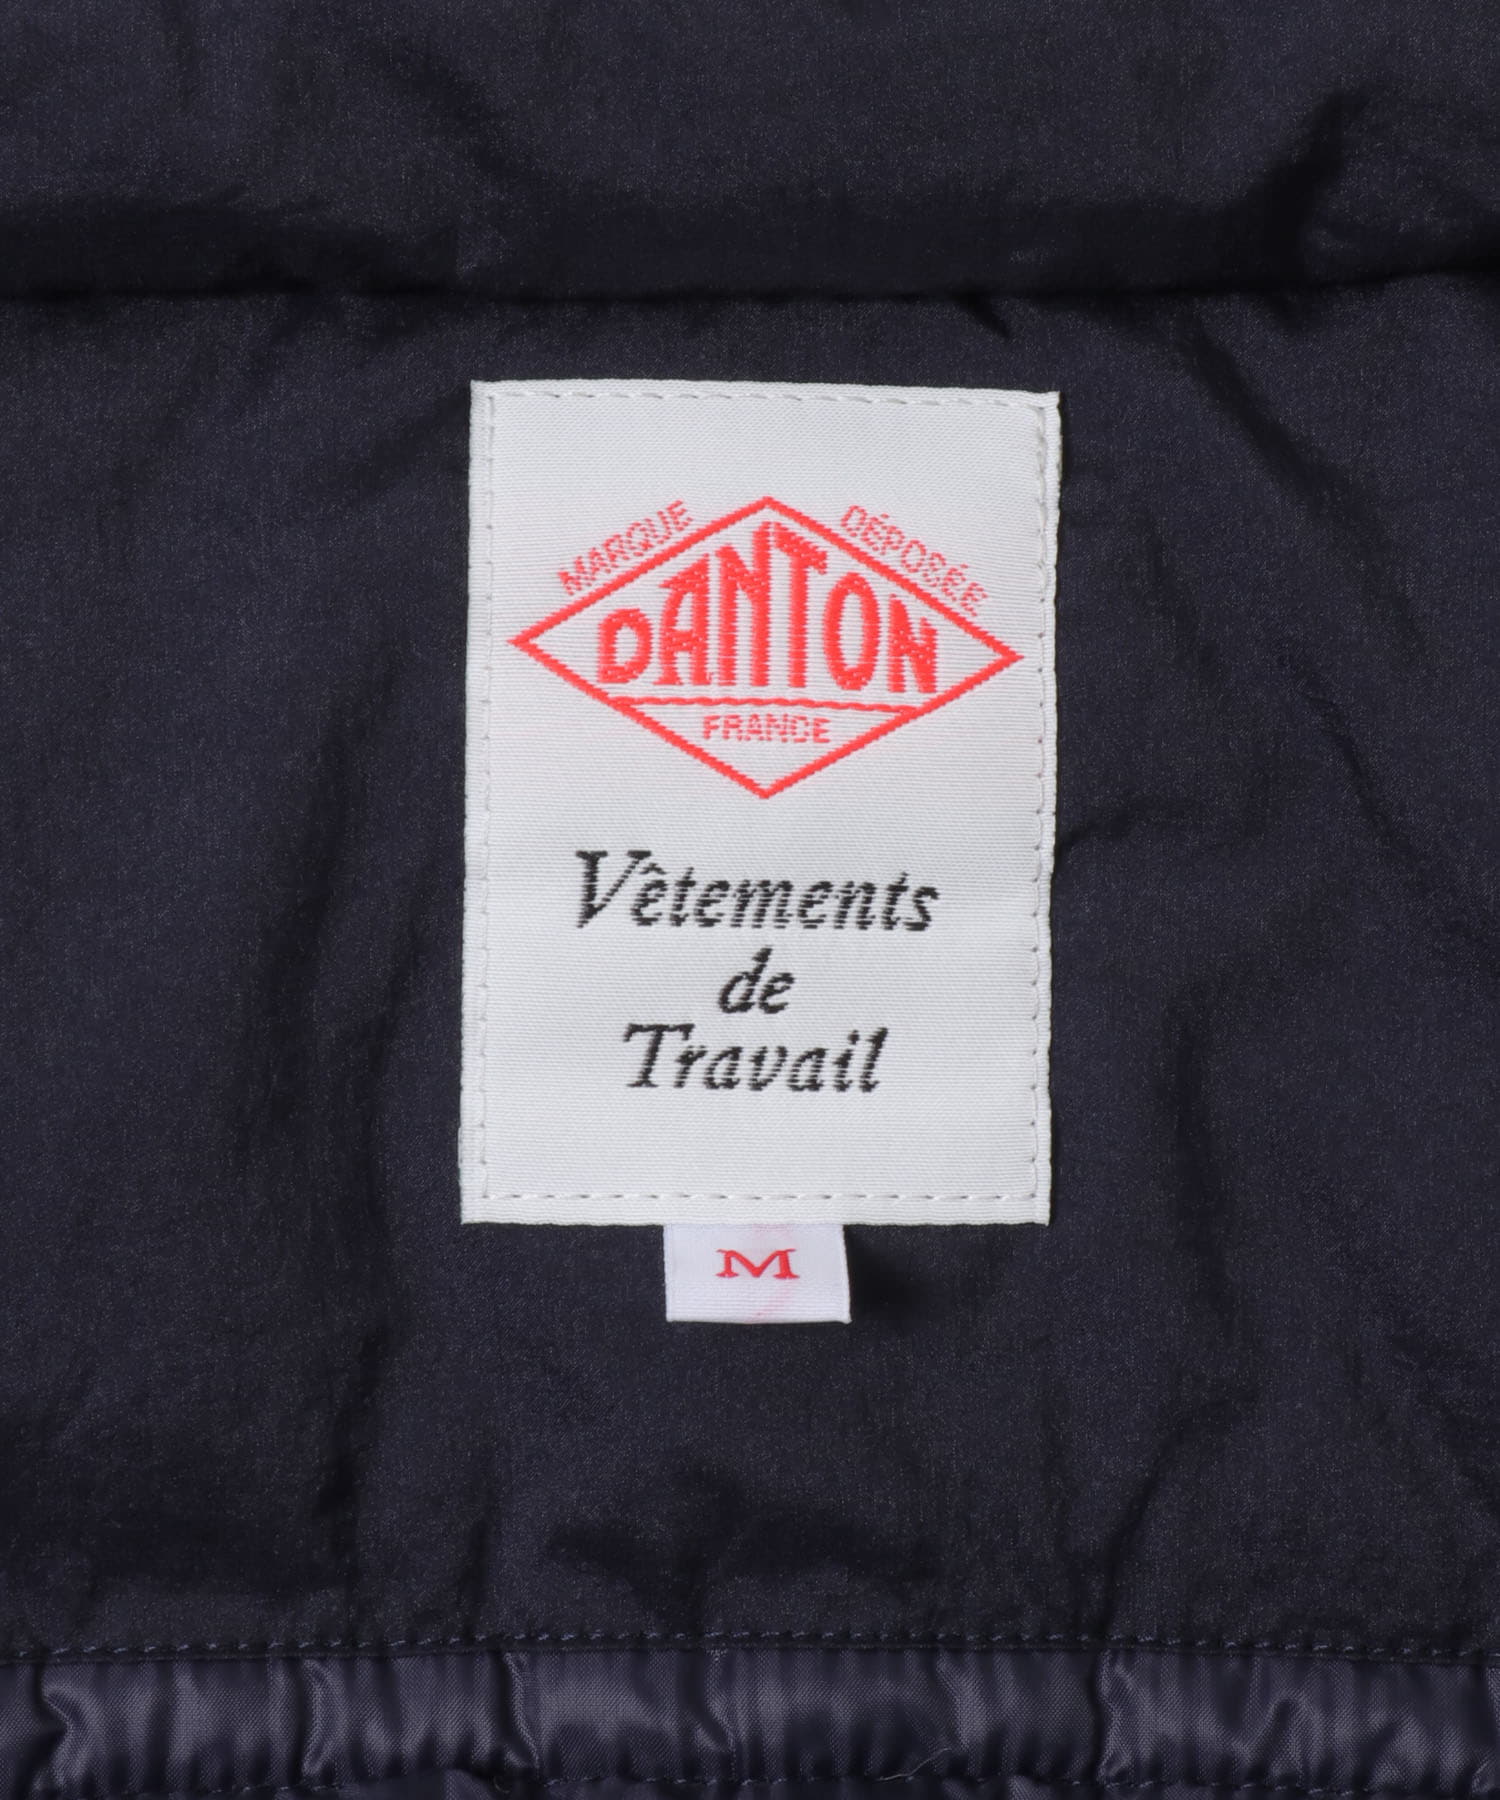 MARQUE DÉPOSÉE
DANTON
FRANCE
Vêtements
de
Travail
M